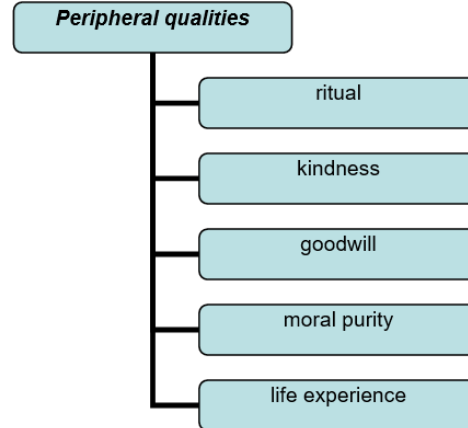 Peripheral qualities
ritual
kindness
goodwill
moral purity
life experience